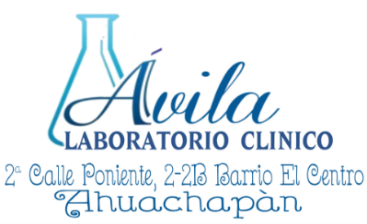 Ávila
LABORATORIO CLINICO
2ª Calle Poniente, 2-2B Barrio El Centro
Ahuachapàn